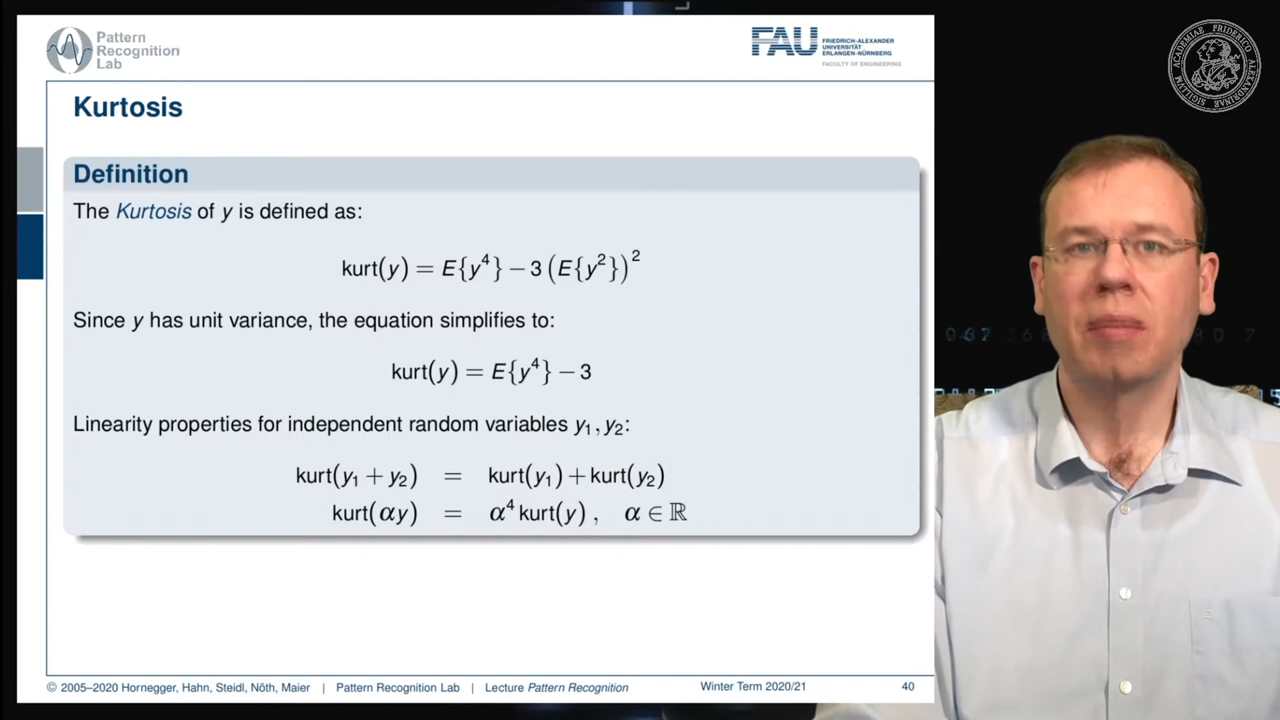 Pattern
Recognition
Lab
FAU
FRIEDRICH-ALEXANDER
UNIVERSITÄT
ERLANGEN-NÜRNBERG
FACULTY OF ENGINEERING
Kurtosis
Definition
The Kurtosis of y is defined as:
kurt(y) = E{y⁴} − 3 (E{y²})²
Since y has unit variance, the equation simplifies to:
kurt(y) = E{y⁴} − 3
Linearity properties for independent random variables y₁, y₂:
kurt(y₁ + y₂) = kurt(y₁) + kurt(y₂)
kurt(αy) = α⁴ kurt(y) , α ∈ ℝ
© 2005–2020 Hornegger, Hahn, Steidl, Nöth, Maier | Pattern Recognition Lab | Lecture Pattern Recognition Winter Term 2020/21 40